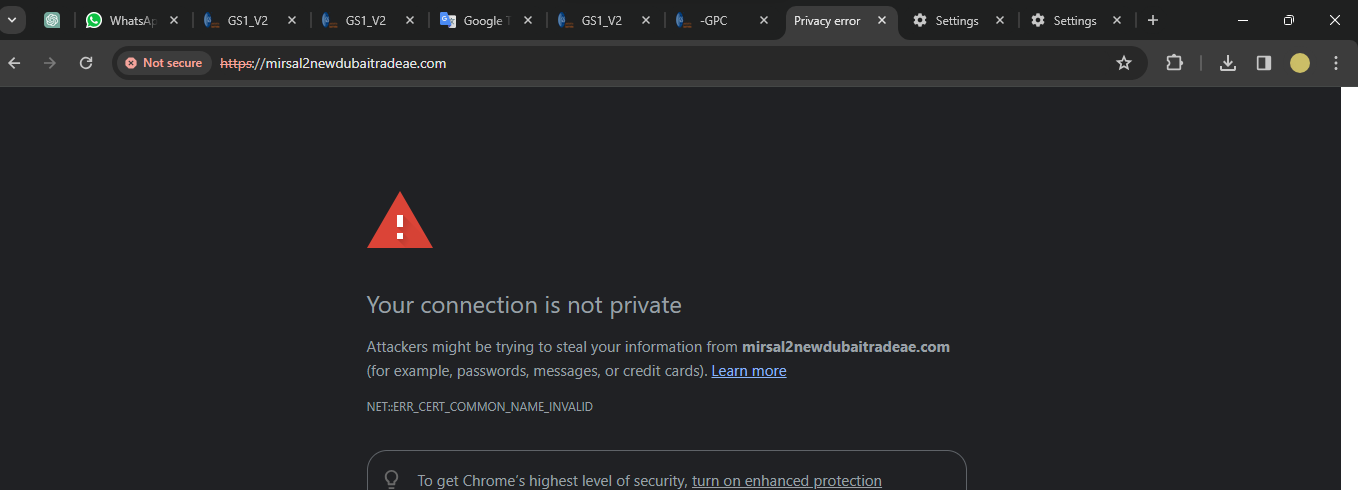 WhatsAp
GS1_V2
GS1_V2
Google T
GS1_V2
-GPC
Privacy error
Settings
Settings
Not secure
https://mirsal2newdubaitradeae.com
Your connection is not private
Attackers might be trying to steal your information from mirsal2newdubaitradeae.com
(for example, passwords, messages, or credit cards). Learn more
NET::ERR_CERT_COMMON_NAME_INVALID
To get Chrome's highest level of security, turn on enhanced protection